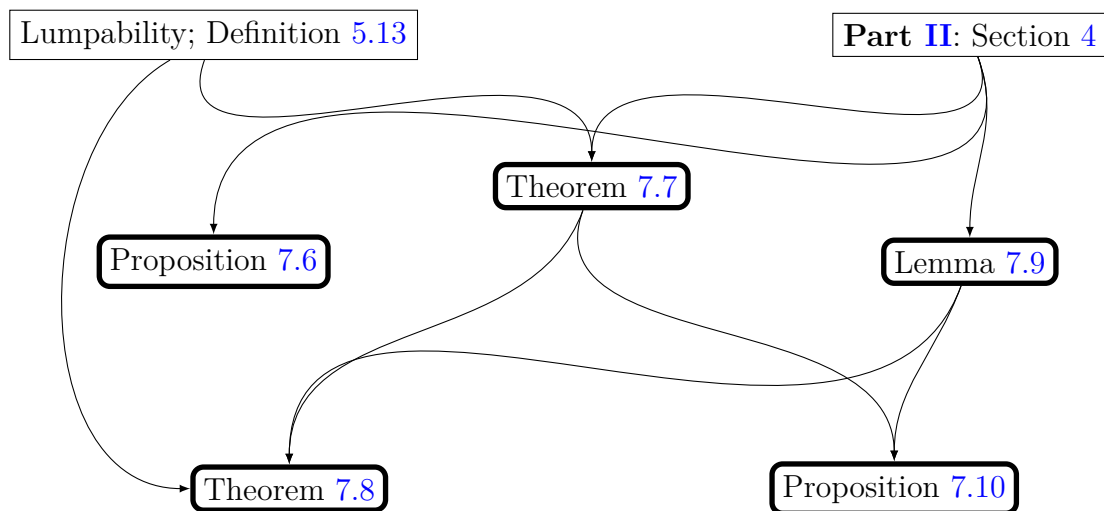 Lumpability; Definition 5.13
Part II: Section 4
Theorem 7.7
Proposition 7.6
Lemma 7.9
Theorem 7.8
Proposition 7.10